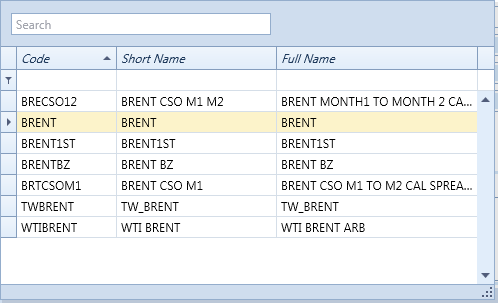 Search
Code Short Name Full Name
BRECSO12 BRENT CSO M1 M2 BRENT MONTH1 TO MONTH 2 CA...
BRENT BRENT BRENT
BRENT1ST BRENT1ST BRENT1ST
BRENTBZ BRENT BZ BRENT BZ
BRTCSOM1 BRENT CSO M1 BRENT CSO M1 TO M2 CAL SPREA...
TWBRENT TW_BRENT TW_BRENT
WTIBRENT WTI BRENT WTI BRENT ARB